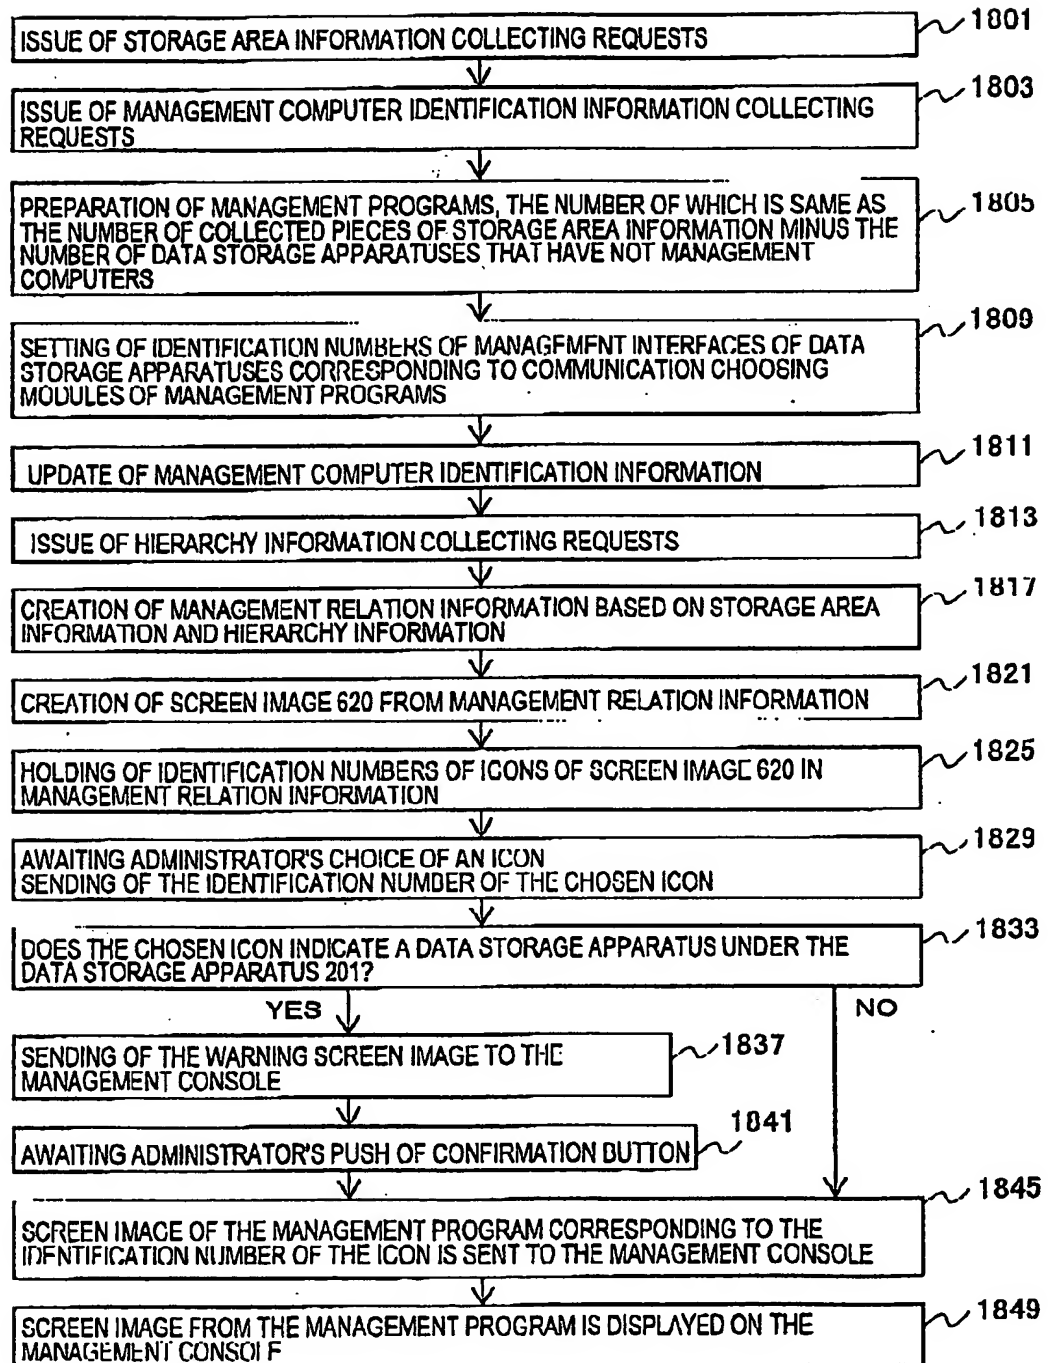 1801
ISSUE OF STORAGE AREA INFORMATION COLLECTING REQUESTS
1803
ISSUE OF MANAGEMENT COMPUTER IDENTIFICATION INFORMATION COLLECTING
REQUESTS
1805
PREPARATION OF MANAGEMENT PROGRAMS, THE NUMBER OF WHICH IS SAME AS
THE NUMBER OF COLLECTED PIECES OF STORAGE AREA INFORMATION MINUS THE
NUMBER OF DATA STORAGE APPARATUSES THAT HAVE NOT MANAGEMENT
COMPUTERS
1809
SETTING OF IDENTIFICATION NUMBERS OF MANAGEMENT INTERFACES OF DATA
STORAGE APPARATUSES CORRESPONDING TO COMMUNICATION CHOOSING
MODULES OF MANAGEMENT PROGRAMS
1811
UPDATE OF MANAGEMENT COMPUTER IDENTIFICATION INFORMATION
1813
ISSUE OF HIERARCHY INFORMATION COLLECTING REQUESTS
1817
CREATION OF MANAGEMENT RELATION INFORMATION BASED ON STORAGE AREA
INFORMATION AND HIERARCHY INFORMATION
1821
CREATION OF SCREEN IMAGE 620 FROM MANAGEMENT RELATION INFORMATION
1825
HOLDING OF IDENTIFICATION NUMBERS OF ICONS OF SCREEN IMAGE 620 IN
MANAGEMENT RELATION INFORMATION
1829
AWAITING ADMINISTRATOR'S CHOICE OF AN ICON
SENDING OF THE IDENTIFICATION NUMBER OF THE CHOSEN ICON
1833
DOES THE CHOSEN ICON INDICATE A DATA STORAGE APPARATUS UNDER THE
DATA STORAGE APPARATUS 201?
YES
NO
1837
SENDING OF THE WARNING SCREEN IMAGE TO THE
MANAGEMENT CONSOLE
1841
AWAITING ADMINISTRATOR'S PUSH OF CONFIRMATION BUTTON
1845
SCREEN IMAGE OF THE MANAGEMENT PROGRAM CORRESPONDING TO THE
IDENTIFICATION NUMBER OF THE ICON IS SENT TO THE MANAGEMENT CONSOLE
1849
SCREEN IMAGE FROM THE MANAGEMENT PROGRAM IS DISPLAYED ON THE
MANAGEMENT CONSOLE